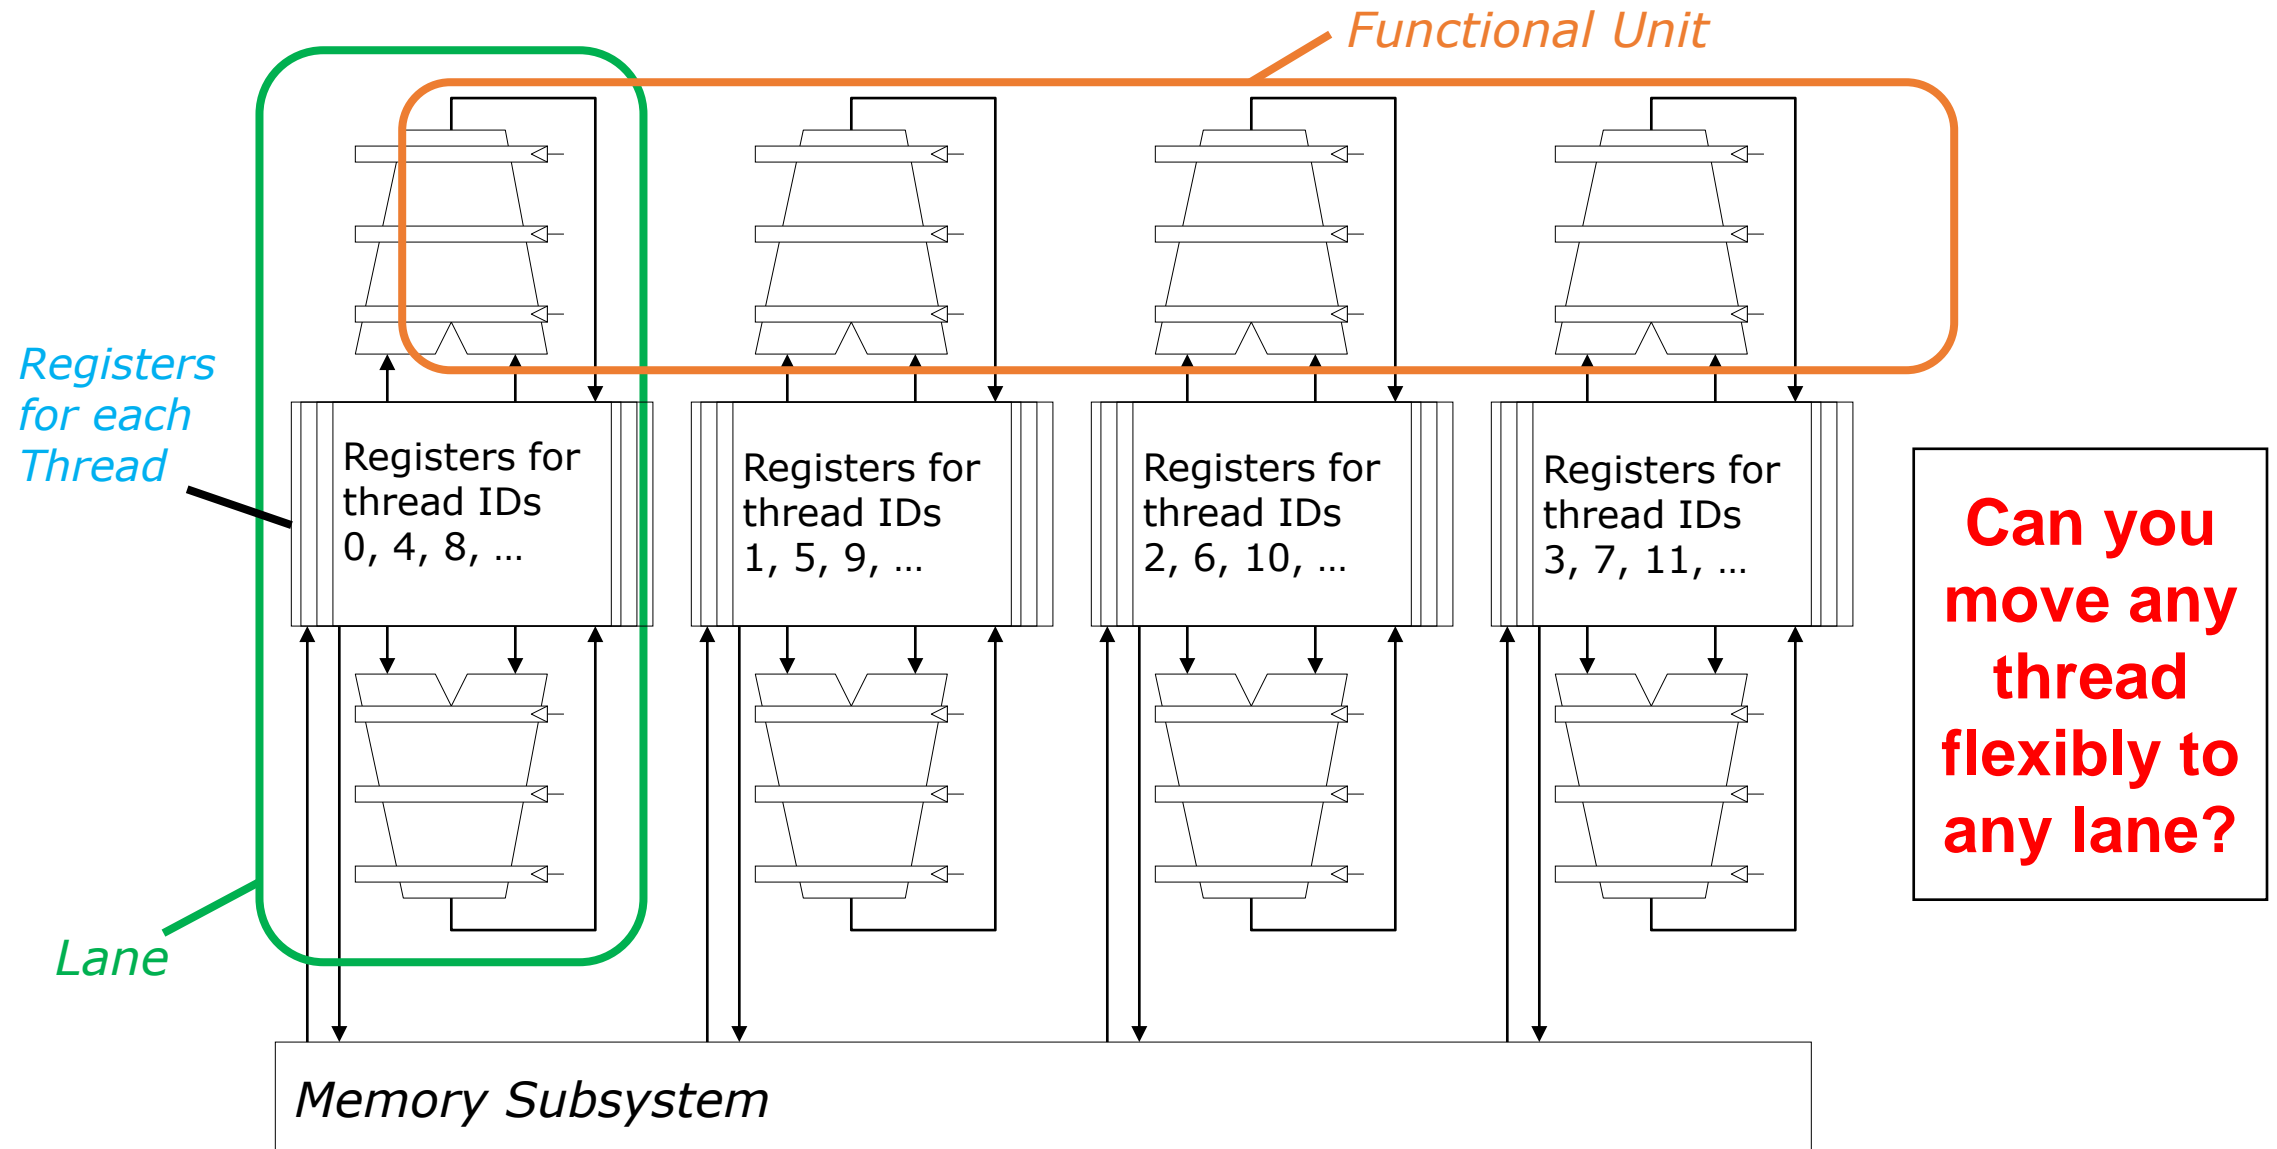 Functional Unit
Registers
for each
Thread
Registers for
thread IDs
0, 4, 8, …
Registers for
thread IDs
1, 5, 9, …
Registers for
thread IDs
2, 6, 10, …
Registers for
thread IDs
3, 7, 11, …
Can you
move any
thread
flexibly to
any lane?
Lane
Memory Subsystem